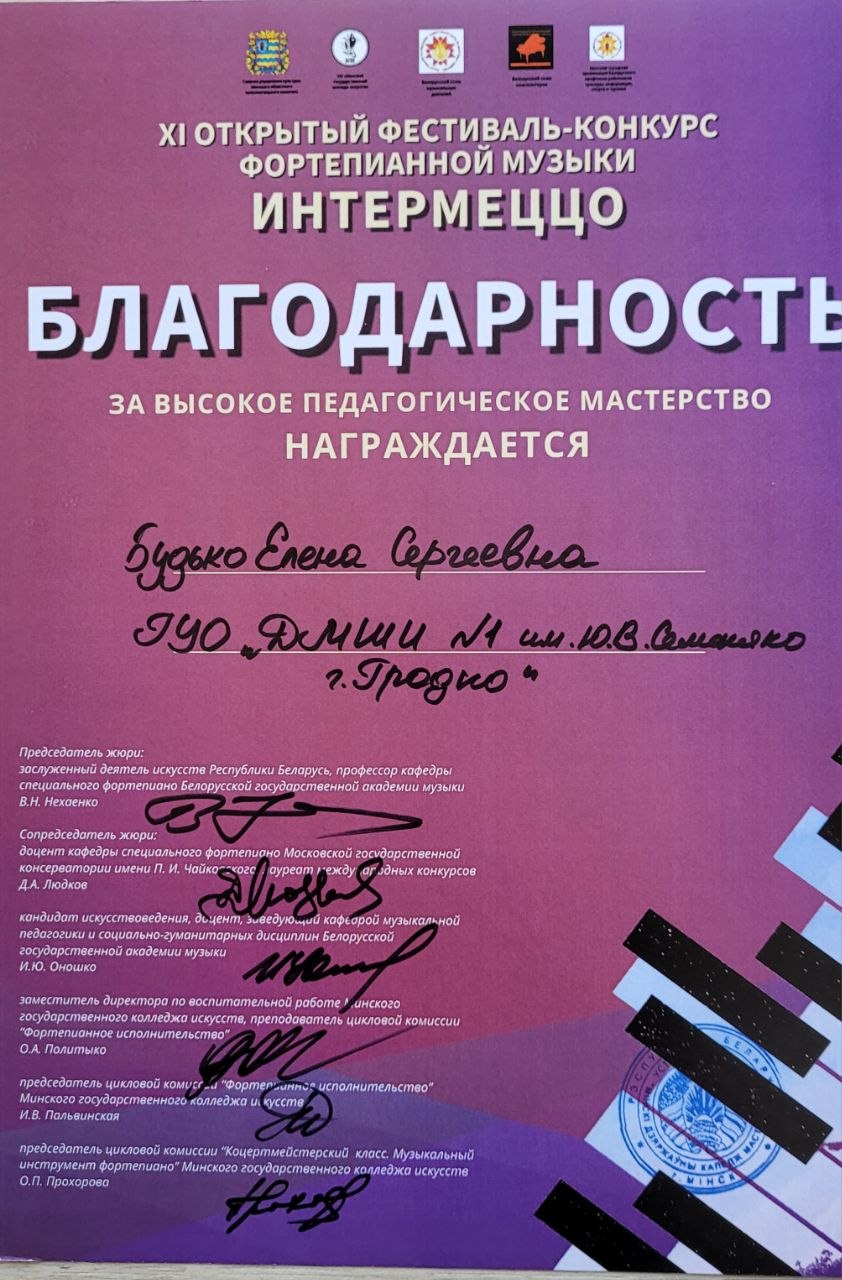 XI ОТКРЫТЫЙ ФЕСТИВАЛЬ-КОНКУРС
ФОРТЕПИАННОЙ МУЗЫКИ
ИНТЕРМЕЦЦО
БЛАГОДАРНОСТЬ
ЗА ВЫСОКОЕ ПЕДАГОГИЧЕСКОЕ МАСТЕРСТВО
НАГРАЖДАЕТСЯ
Будько Елена Сергеевна
ГУО „ДМШИ №1 им. Ю.В. Семеняко
г. Гродно"
Председатель жюри:
заслуженный деятель искусств Республики Беларусь, профессор кафедры
специального фортепиано Белорусской государственной академии музыки
В.Н. Нехаенко
Сопредседатель жюри:
доцент кафедры специального фортепиано Московской государственной
консерватории имени П. И. Чайковского, лауреат международных конкурсов
Д.А. Людков
кандидат искусствоведения, доцент, заведующий кафедрой музыкальной
педагогики и социально-гуманитарных дисциплин Белорусской
государственной академии музыки
И.Ю. Оношко
заместитель директора по воспитательной работе Минского
государственного колледжа искусств, преподаватель цикловой комиссии
“Фортепианное исполнительство”
О.А. Политыко
председатель цикловой комиссии “Фортепианное исполнительство”
Минского государственного колледжа искусств
И.В. Пальвинская
председатель цикловой комиссии “Коцертмейстерский класс. Музыкальный
инструмент фортепиано” Минского государственного колледжа искусств
О.П. Прохорова